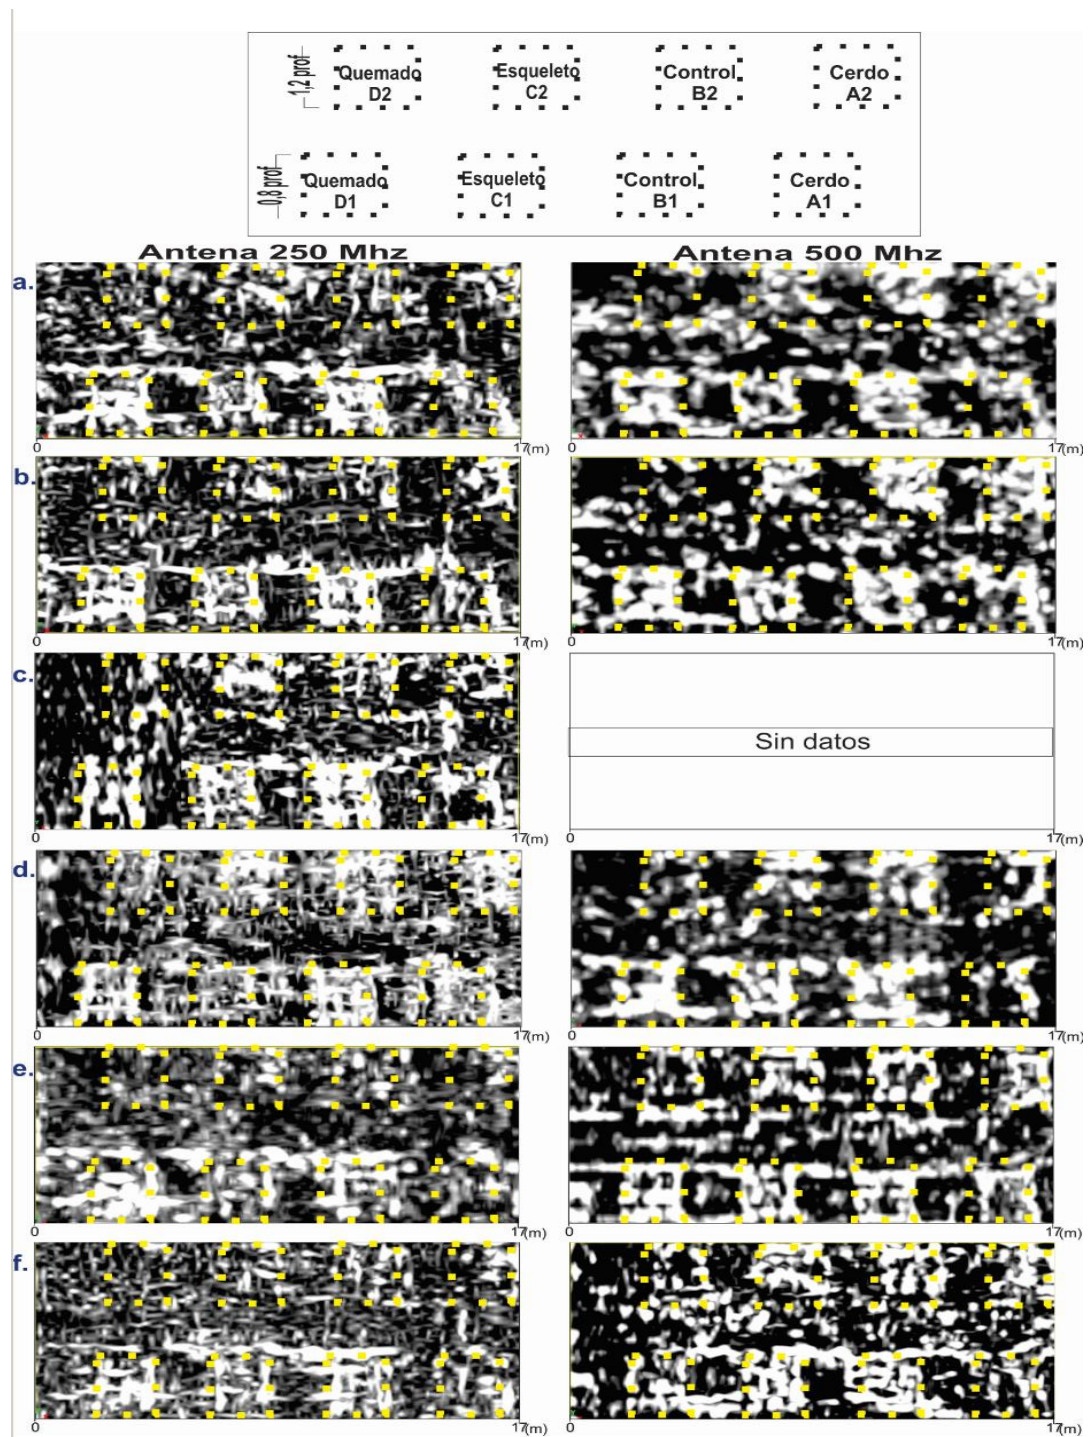 1,2 prof
Quemado
D2
Esqueleto
C2
Control
B2
Cerdo
A2
0,8 prof
Quemado
D1
Esqueleto
C1
Control
B1
Cerdo
A1
Antena 250 Mhz
Antena 500 Mhz
a.
0
17(m)
0
17(m)
b.
0
17(m)
0
17(m)
c.
Sin datos
0
17(m)
0
17(m)
d.
0
17(m)
0
17(m)
e.
0
17(m)
0
17(m)
f.
0
17(m)
0
17(m)